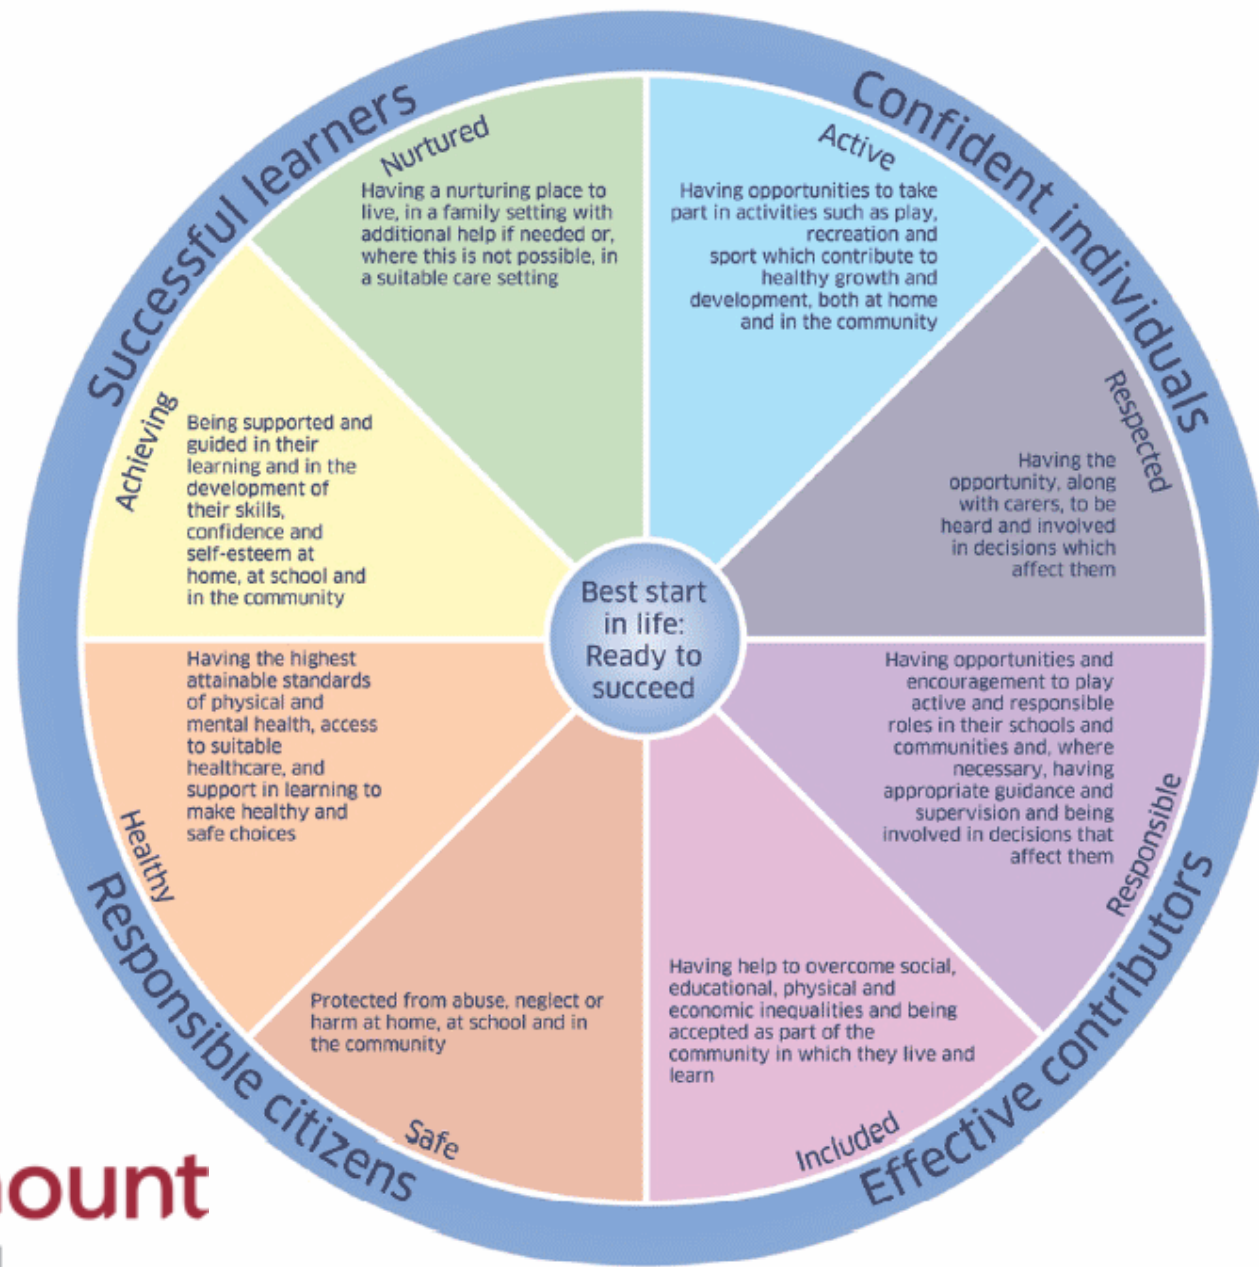 Successful learners
Confident individuals
Nurtured
Having a nurturing place to
live, in a family setting with
additional help if needed or,
where this is not possible, in
a suitable care setting
Active
Having opportunities to take
part in activities such as play,
recreation and
sport which contribute to
healthy growth and
development, both at home
and in the community
Achieving
Being supported and
guided in their
learning and in the
development of
their skills,
confidence and
self-esteem at
home, at school and
in the community
Respected
Having the
opportunity, along
with carers, to be
heard and involved
in decisions which
affect them
Best start
in life:
Ready to
succeed
Having the highest
attainable standards
of physical and
mental health, access
to suitable
healthcare, and
support in learning to
make healthy and
safe choices
Healthy
Having opportunities and
encouragement to play
active and responsible
roles in their schools and
communities and, where
necessary, having
appropriate guidance and
supervision and being
involved in decisions that
affect them
Responsible
Protected from abuse, neglect or
harm at home, at school and in
the community
Safe
Having help to overcome social,
educational, physical and
economic inequalities and being
accepted as part of the
community in which they live and
learn
Included
Responsible citizens
Effective contributors
ount